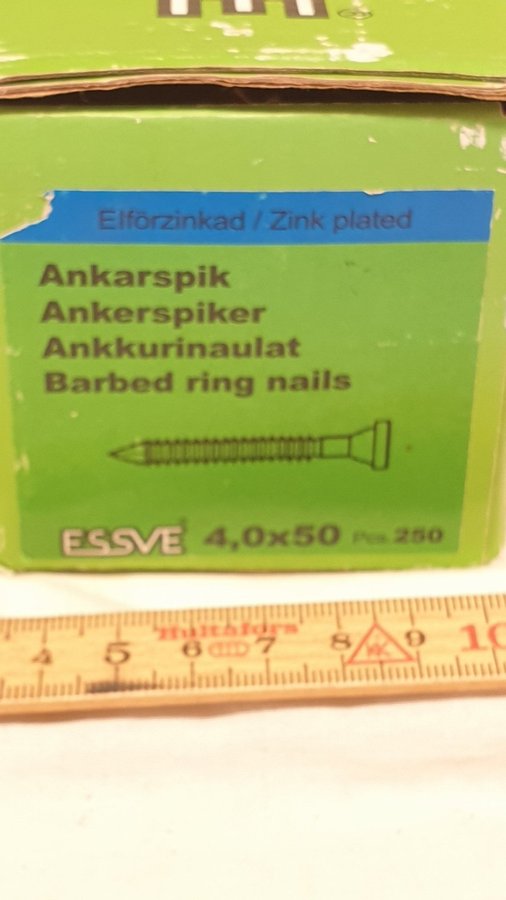 Elförzinkad / Zink plated
Ankarspik
Ankerspiker
Ankkurinaulat
Barbed ring nails
ESSVE 4,0x50 Pcs. 250
Hultafors
4 5 6 7 8 9 10